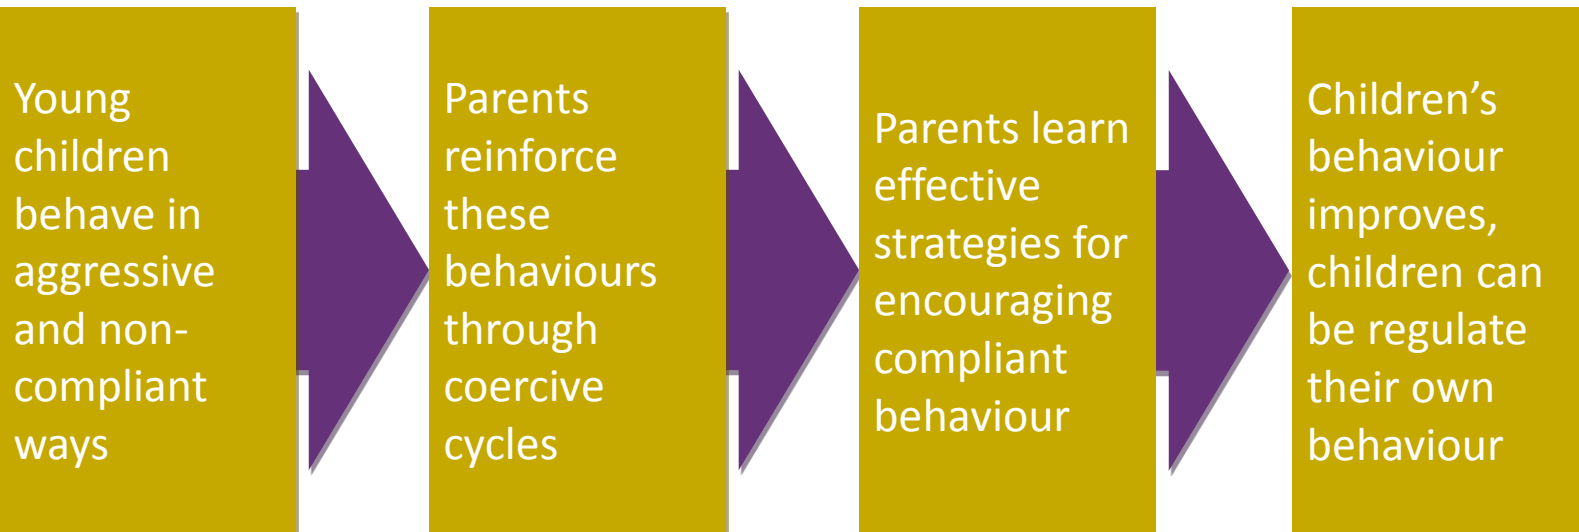 Young
children
behave in
aggressive
and non-
compliant
ways
Parents
reinforce
these
behaviours
through
coercive
cycles
Parents learn
effective
strategies for
encouraging
compliant
behaviour
Children’s
behaviour
improves,
children can
be regulate
their own
behaviour